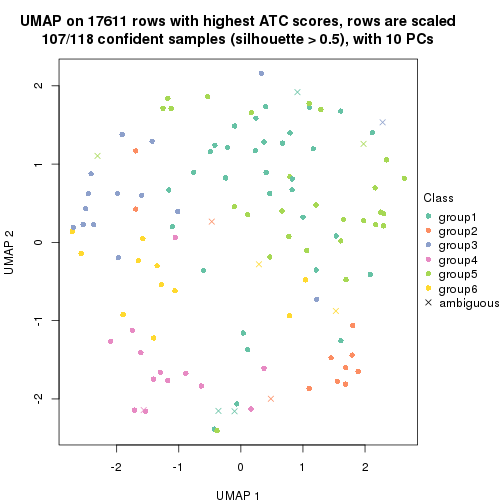 UMAP on 17611 rows with highest ATC scores, rows are scaled
107/118 confident samples (silhouette > 0.5), with 10 PCs
UMAP 2
2
1
0
-1
-2
-2
-1
0
1
2
UMAP 1
Class
group1
group2
group3
group4
group5
group6
ambiguous